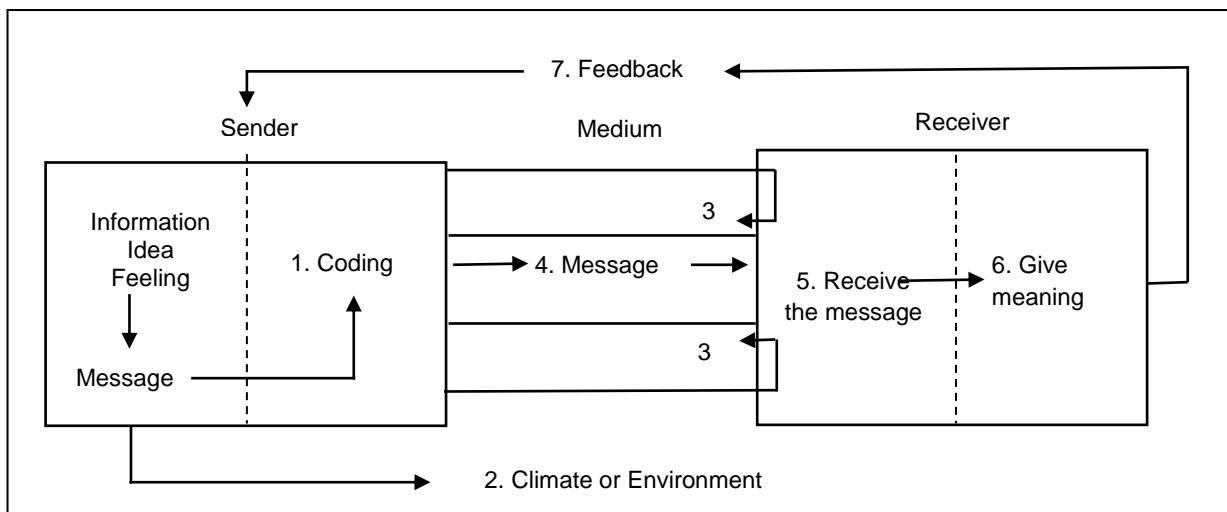 7. Feedback
Sender
Medium
Receiver
Information
Idea
Feeling
Message
1. Coding
3
4. Message
3
5. Receive
the message
6. Give
meaning
2. Climate or Environment